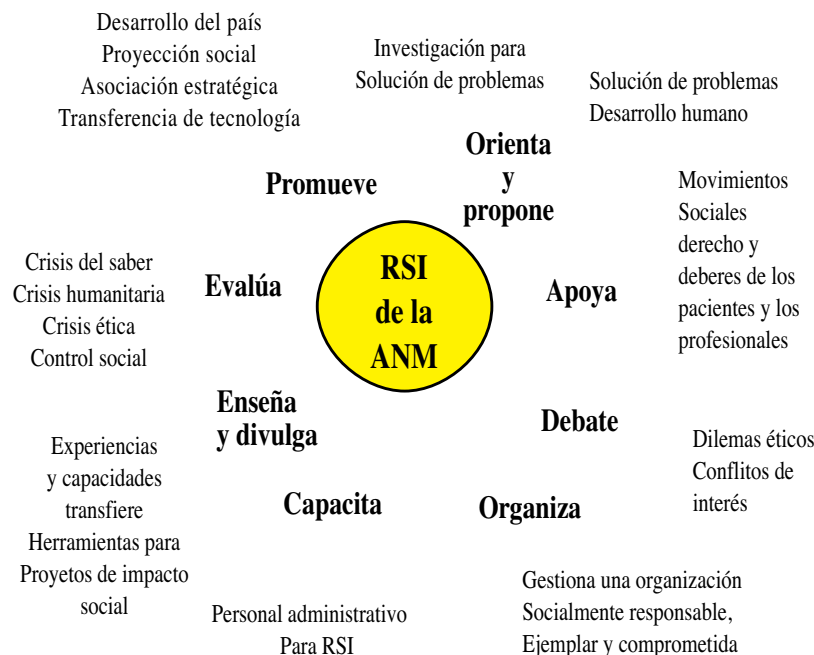 Desarrollo del país
Proyección social
Asociación estratégica
Transferencia de tecnología
Investigación para
Solución de problemas
Solución de problemas
Desarrollo humano
Promueve
Orienta
y
propone
Movimientos
Sociales
derecho y
deberes de los
pacientes y los
profesionales
Crisis del saber
Crisis humanitaria
Crisis ética
Control social
Evalúa
RSI
de la
ANM
Apoya
Enseña
y divulga
Debate
Dilemas éticos
Conflitos de
interés
Experiencias
y capacidades
transfiere
Herramientas para
Proyetos de impacto
social
Capacita
Organiza
Personal administrativo
Para RSI
Gestiona una organización
Socialmente responsable,
Ejemplar y comprometida